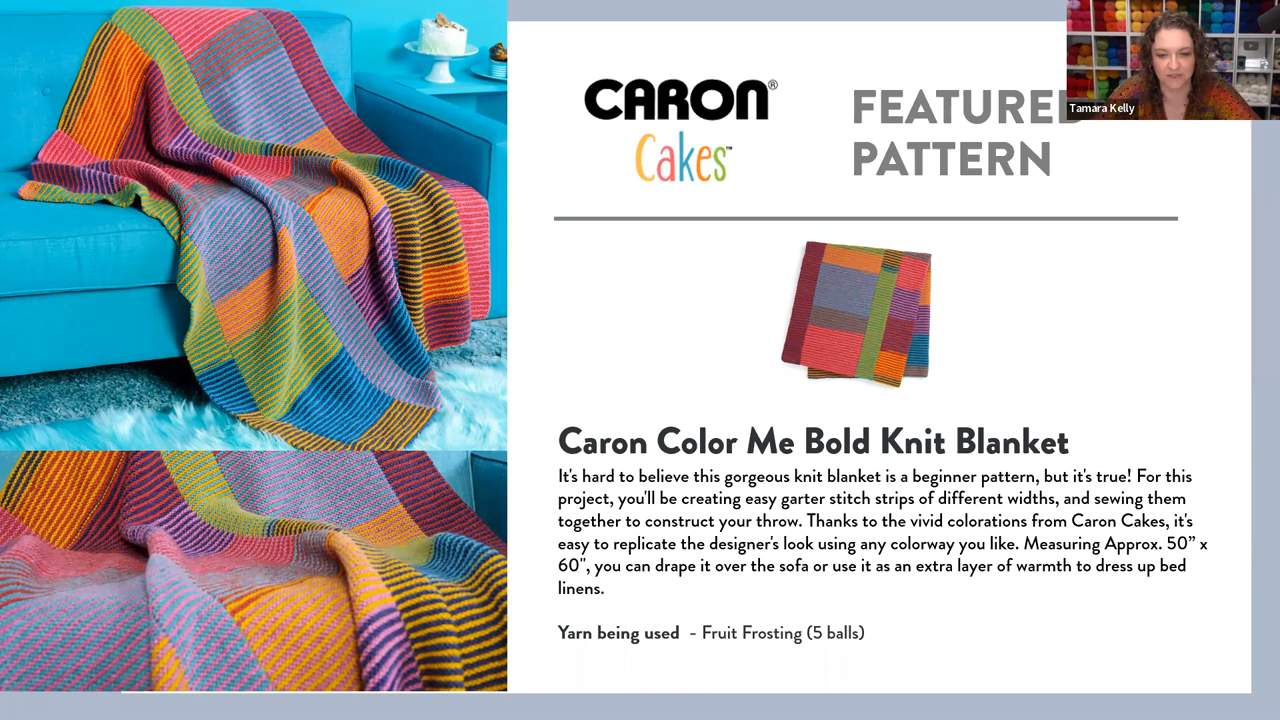 CARON®
Cakes™
FEATURED
PATTERN
Tamara Kelly
Caron Color Me Bold Knit Blanket
It's hard to believe this gorgeous knit blanket is a beginner pattern, but it's true! For this
project, you'll be creating easy garter stitch strips of different widths, and sewing them
together to construct your throw. Thanks to the vivid colorations from Caron Cakes, it's
easy to replicate the designer's look using any colorway you like. Measuring Approx. 50” x
60", you can drape it over the sofa or use it as an extra layer of warmth to dress up bed
linens.
Yarn being used - Fruit Frosting (5 balls)